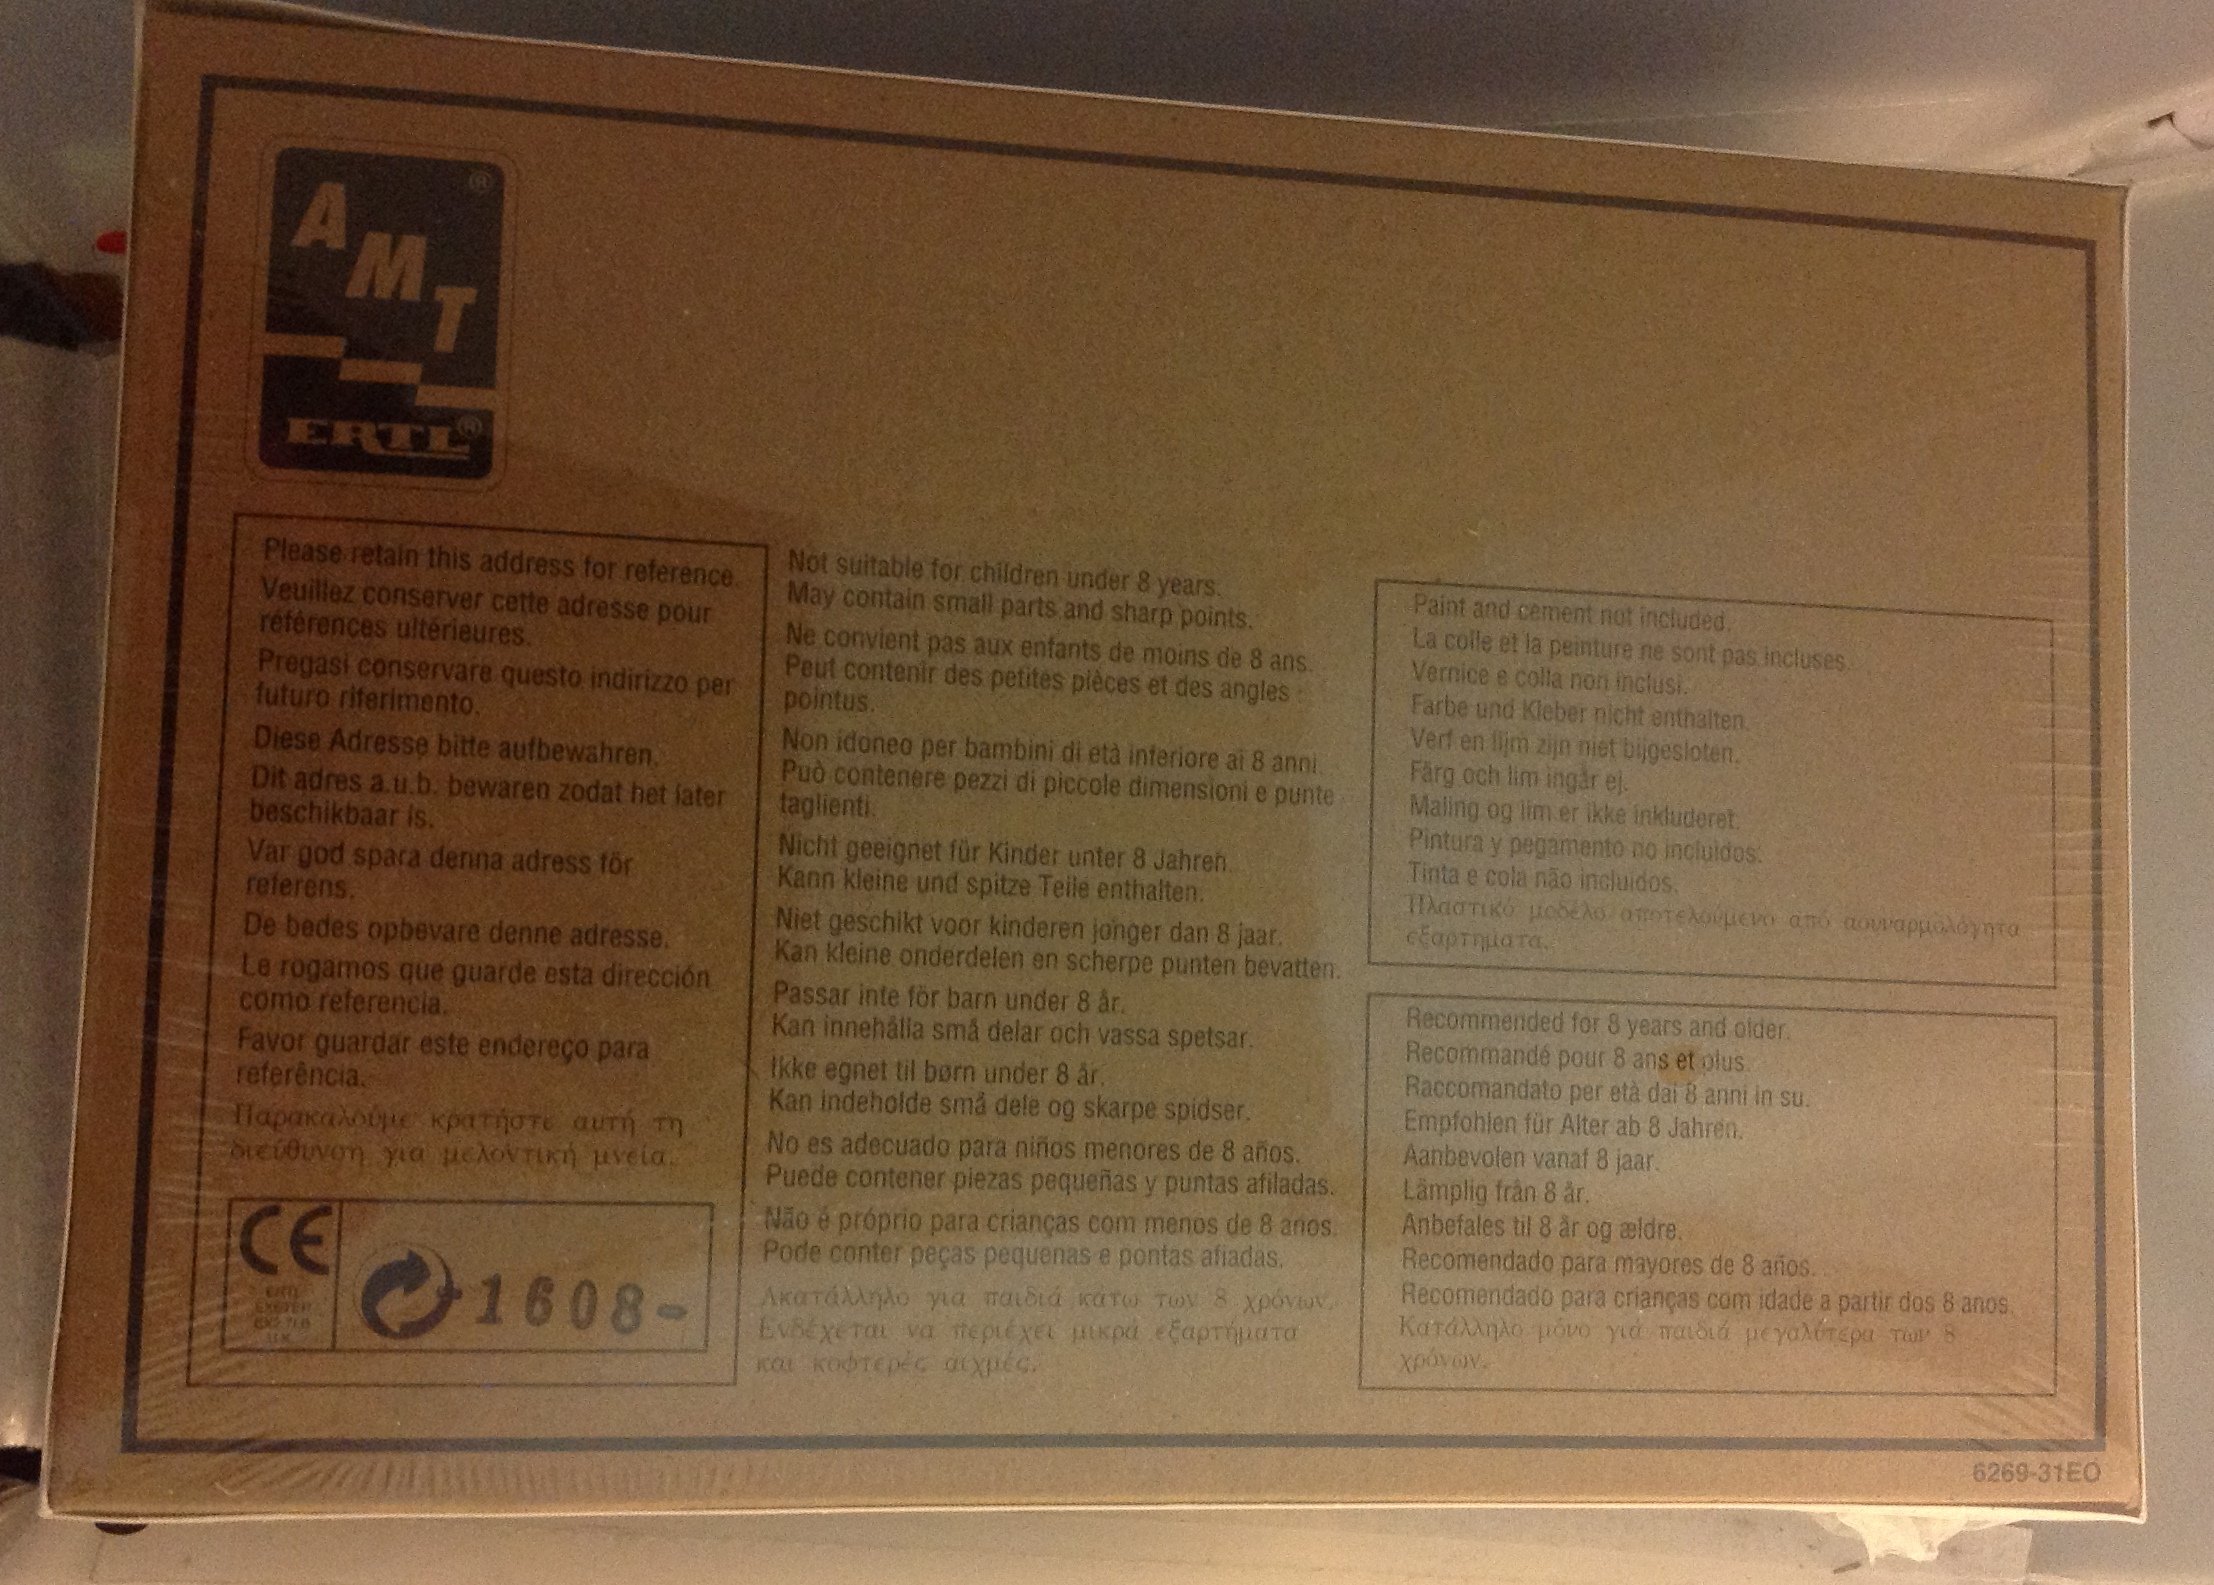 AMT®
ERTL®
Please retain this address for reference.
Veuillez conserver cette adresse pour
références ultérieures.
Pregasi conservare questo indirizzo per
futuro riferimento.
Diese Adresse bitte aufbewahren.
Dit adres a.u.b. bewaren zodat het later
beschikbaar is.
Var god spara denna adress för
referens.
De bedes opbevare denne adresse.
Le rogamos que guarde esta dirección
como referencia.
Favor guardar este endereço para
referência.
Παρακαλούμε κρατήστε αυτή τη
διεύθυνση για μελοντική μνεία.
CE
ERTL
EXETER
U.K.
1608-
Not suitable for children under 8 years.
May contain small parts and sharp points.
Ne convient pas aux enfants de moins de 8 ans.
Peut contenir des petites pièces et des angles
pointus.
Non idoneo per bambini di età inferiore ai 8 anni.
Può contenere pezzi di piccole dimensioni e punte
taglienti.
Nicht geeignet für Kinder unter 8 Jahren.
Kann kleine und spitze Teile enthalten.
Niet geschikt voor kinderen jonger dan 8 jaar.
Kan kleine onderdelen en scherpe punten bevatten.
Passar inte för barn under 8 år.
Kan innehålla små delar och vassa spetsar.
Ikke egnet til børn under 8 år.
Kan indeholde små dele og skarpe spidser.
No es adecuado para niños menores de 8 años.
Puede contener piezas pequeñas y puntas afiladas.
Não é próprio para crianças com menos de 8 anos.
Pode conter peças pequenas e pontas afiadas.
Ακατάλληλο για παιδιά κάτω των 8 χρόνων.
Ενδέχεται να περιέχει μικρά εξαρτήματα
και κοφτερές αιχμές.
Paint and cement not included.
La colle et la peinture ne sont pas incluses.
Vernice e colla non inclusi.
Farbe und Kleber nicht enthalten.
Verf en lijm zijn niet bijgesloten.
Färg och lim ingår ej.
Maling og lim er ikke inkluderet.
Pintura y pegamento no incluidos.
Tinta e cola não incluídos.
Πλαστικό μοδέλο αποτελούμενο από ασυναρμολόγητα
εξαρτήματα.
Recommended for 8 years and older.
Recommandé pour 8 ans et plus.
Raccomandato per età dai 8 anni in su.
Empfohlen für Alter ab 8 Jahren.
Aanbevolen vanaf 8 jaar.
Lämplig från 8 år.
Anbefales til 8 år og ældre.
Recomendado para mayores de 8 años.
Recomendado para crianças com idade a partir dos 8 anos.
Κατάλληλο μόνο γιά παιδιά μεγαλύτερα των 8
χρόνων.
6269-31EO